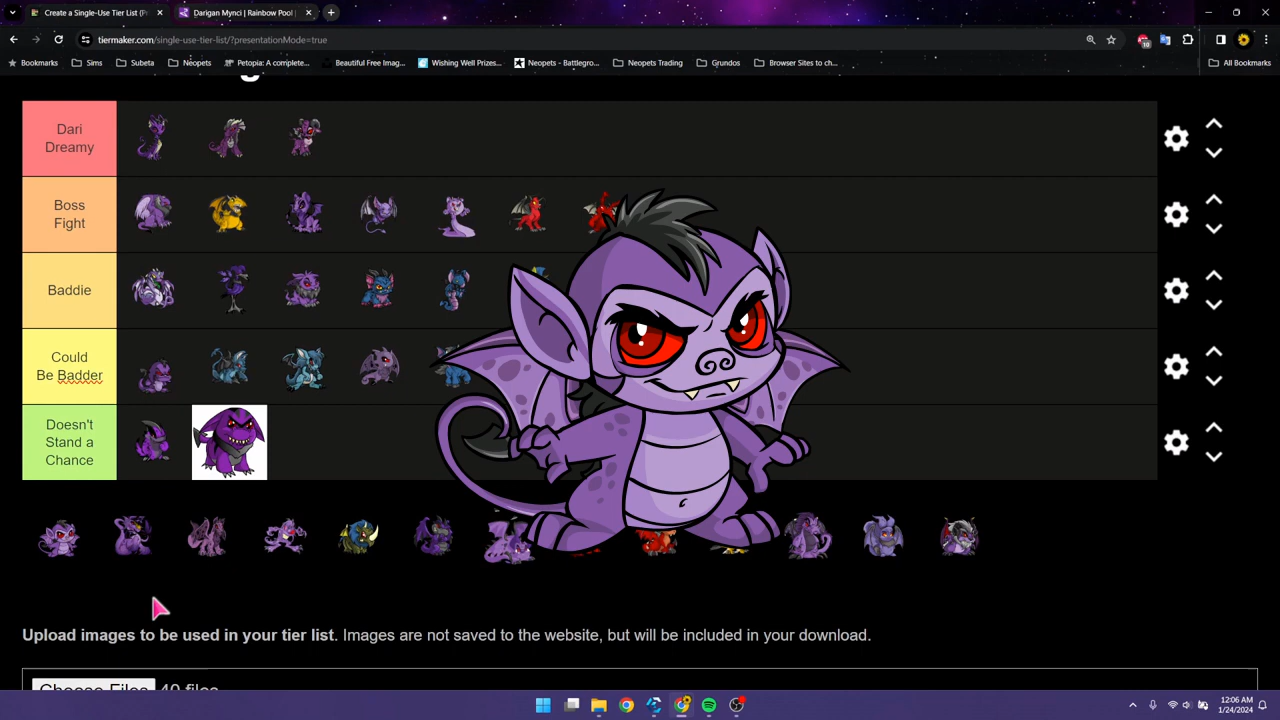 Create a Single-Use Tier List (P
Darigan Mynci | Rainbow Pool |
tiermaker.com/single-use-tier-list/?presentationMode=true
Bookmarks
Sims
Subeta
Neopets
Petopia: A complete...
Beautiful Free Imag...
Wishing Well Prizes...
Neopets - Battlegro...
Neopets Trading
Grundos
Browser Sites to ch...
All Bookmarks
Dari
Dreamy
Boss
Fight
Baddie
Could
Be Badder
Doesn't
Stand a
Chance
Upload images to be used in your tier list. Images are not saved to the website, but will be included in your download.
Choose Files 40 files
12:06 AM
1/24/2024